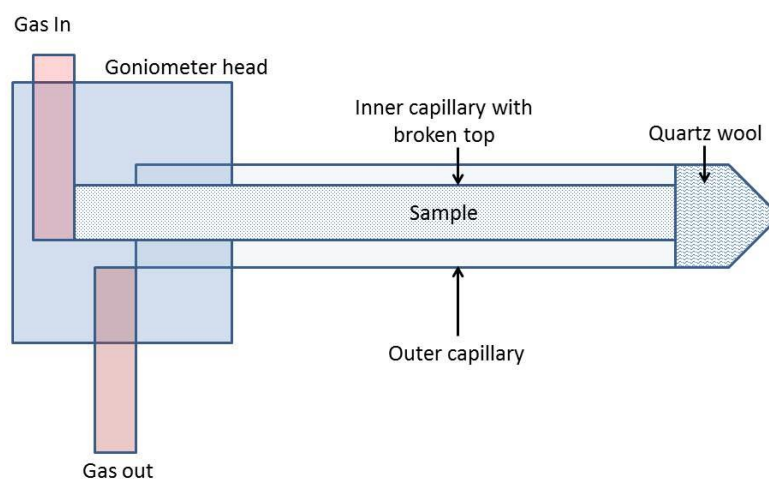 Gas In
Goniometer head
Inner capillary with
broken top
Quartz wool
Sample
Outer capillary
Gas out